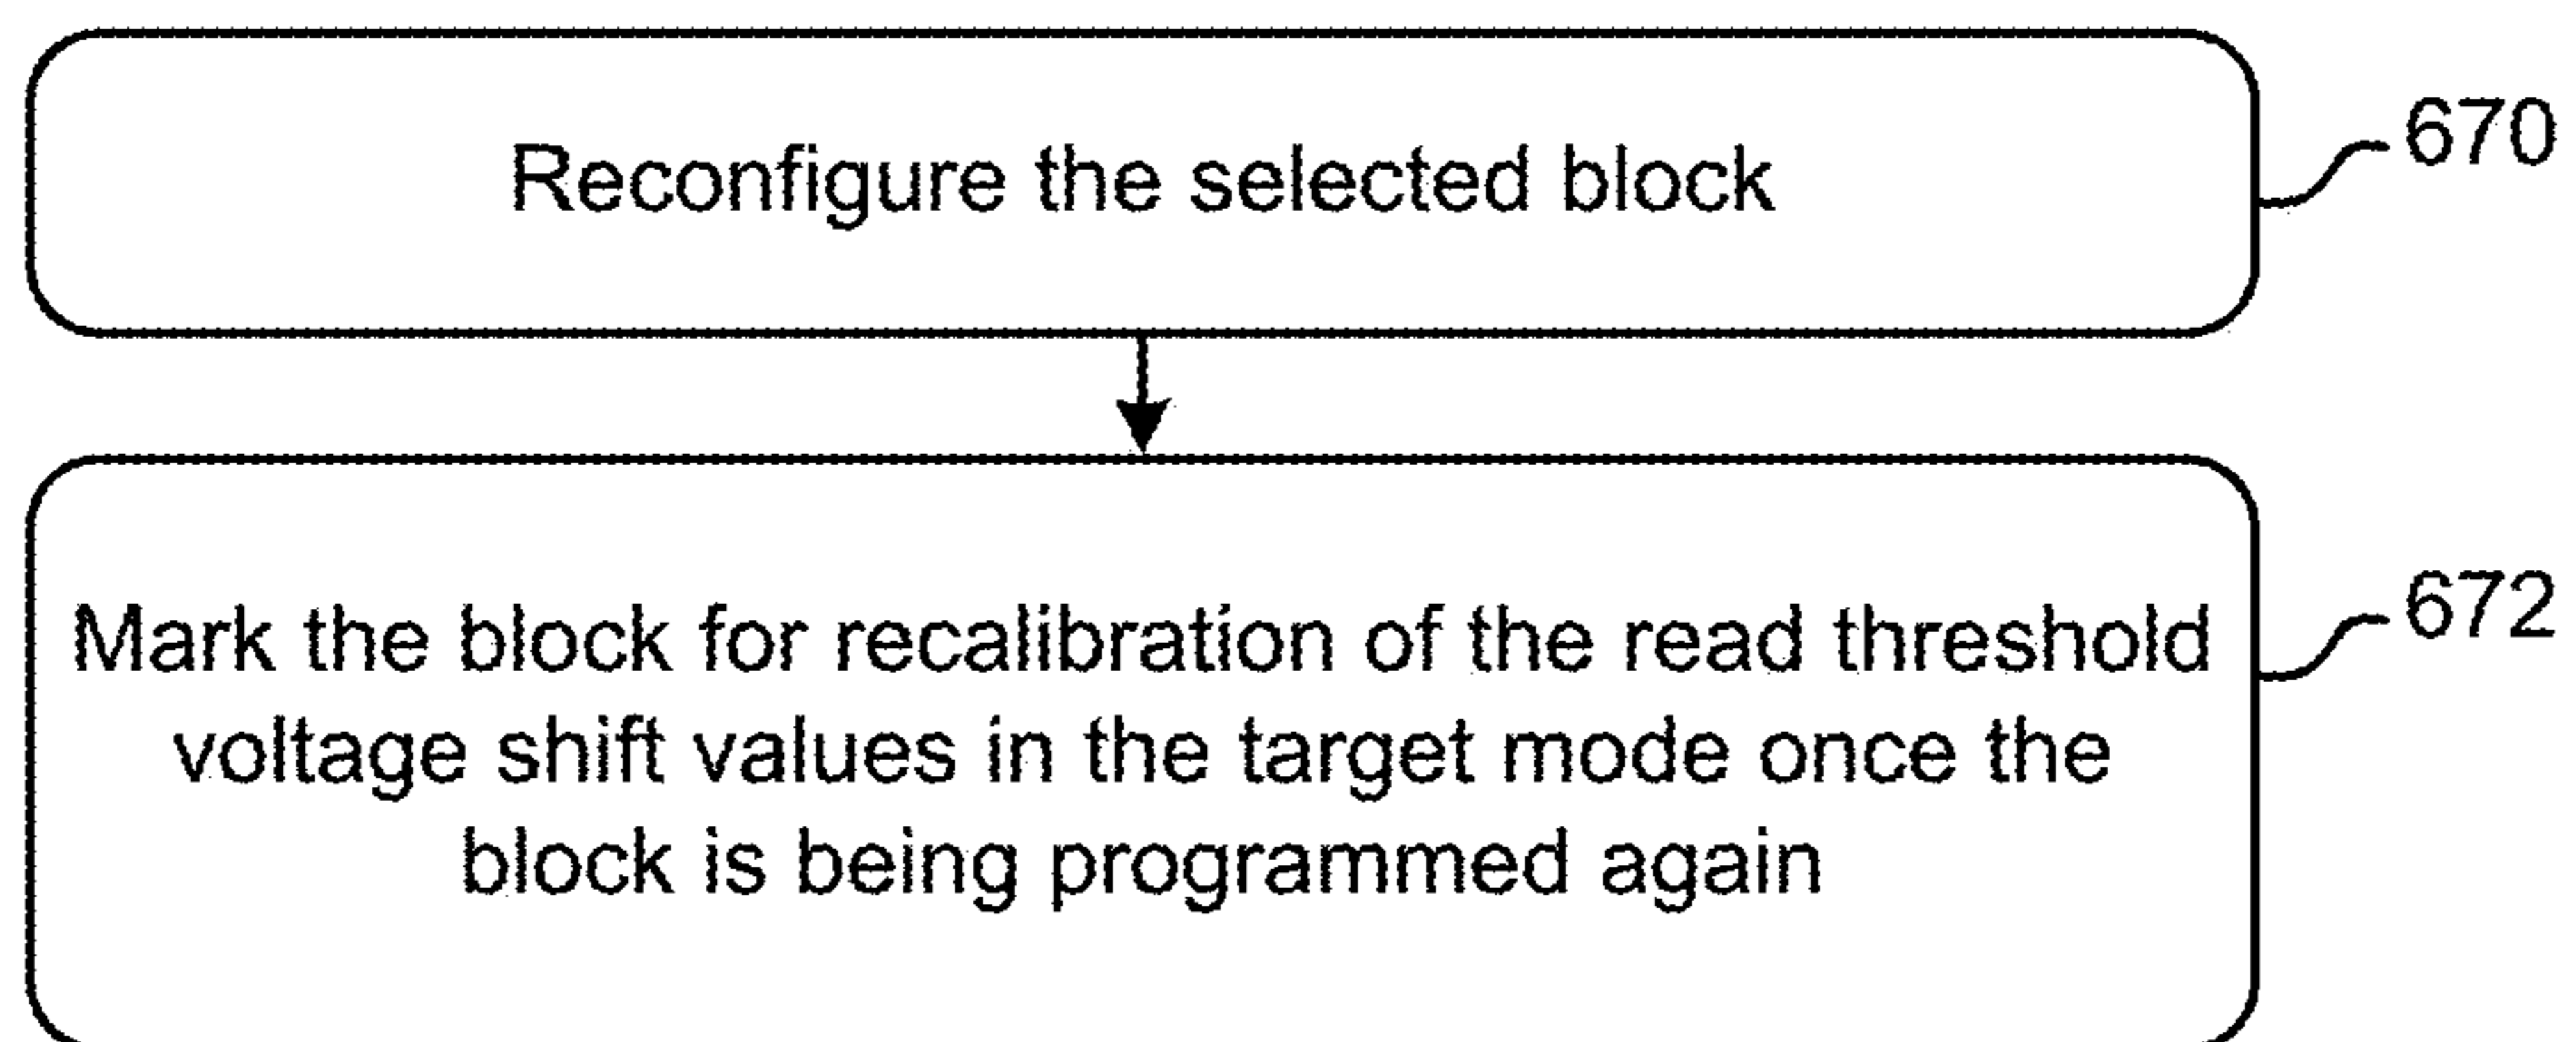 Reconfigure the selected block
670
Mark the block for recalibration of the read threshold
voltage shift values in the target mode once the
block is being programmed again
672